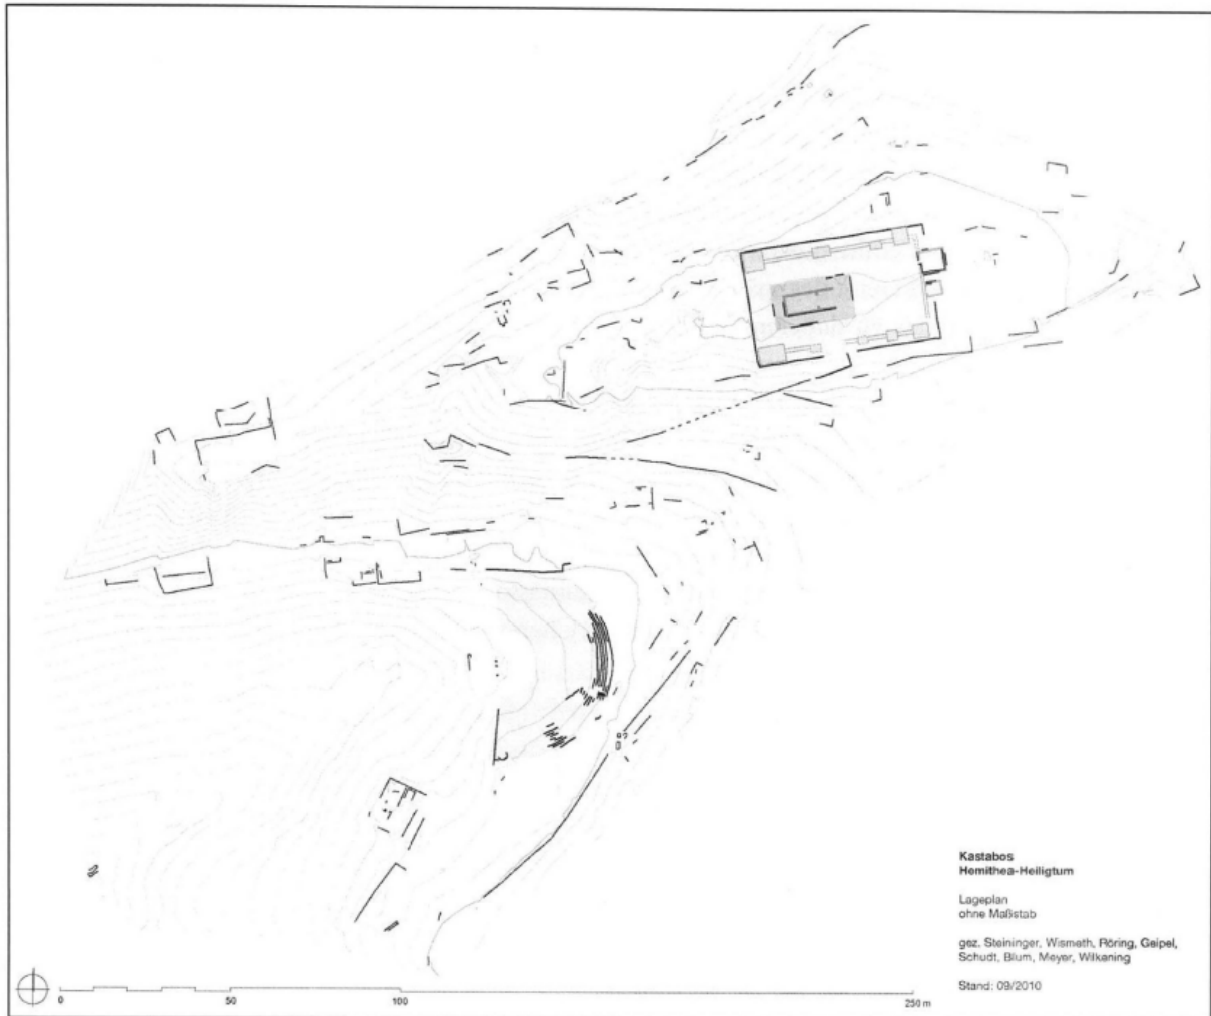 Kastabos
Hemithea-Heiligtum
Lageplan
ohne Maßstab
gez. Steininger, Wismeth, Röring, Geipel,
Schudt, Blum, Meyer, Wilkening
Stand: 09/2010
0 50 100 250 m